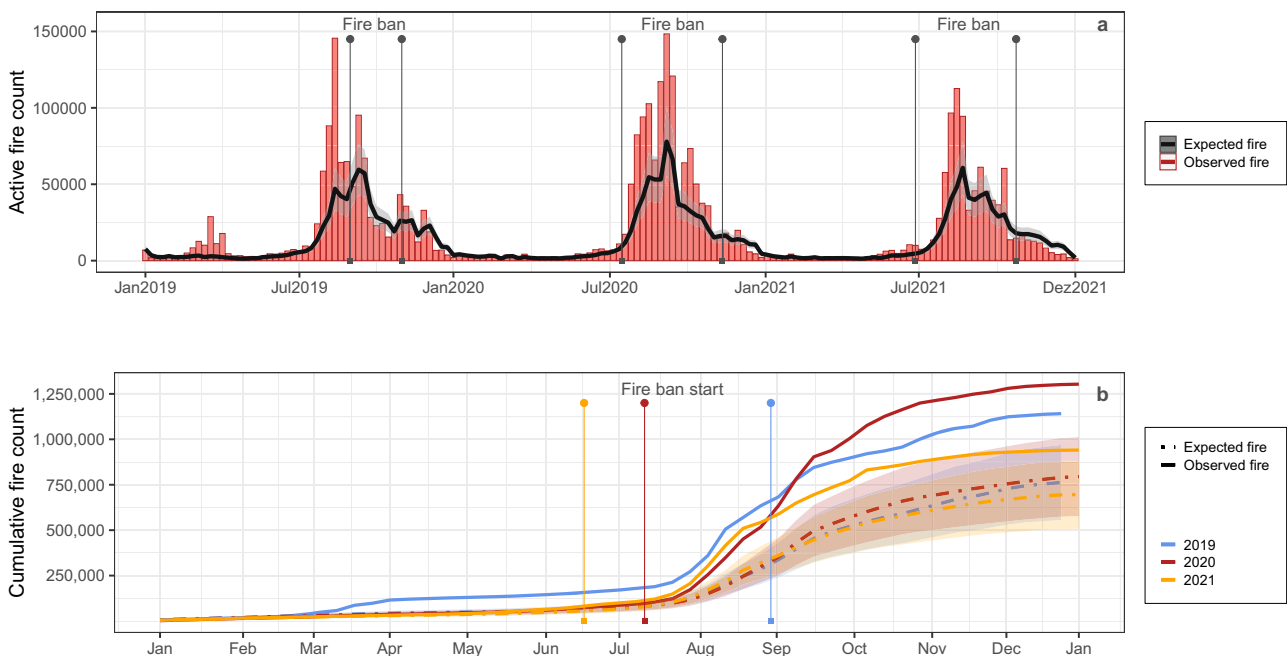 Fire ban Fire ban Fire ban a
150000
100000
50000
0
Active fire count
Jan2019 Jul2019 Jan2020 Jul2020 Jan2021 Jul2021 Dez2021
Expected fire
Observed fire
Fire ban start b
1,250,000
1,000,000
750,000
500,000
250,000
Cumulative fire count
Jan Feb Mar Apr May Jun Jul Aug Sep Oct Nov Dec Jan
Expected fire
Observed fire
2019
2020
2021